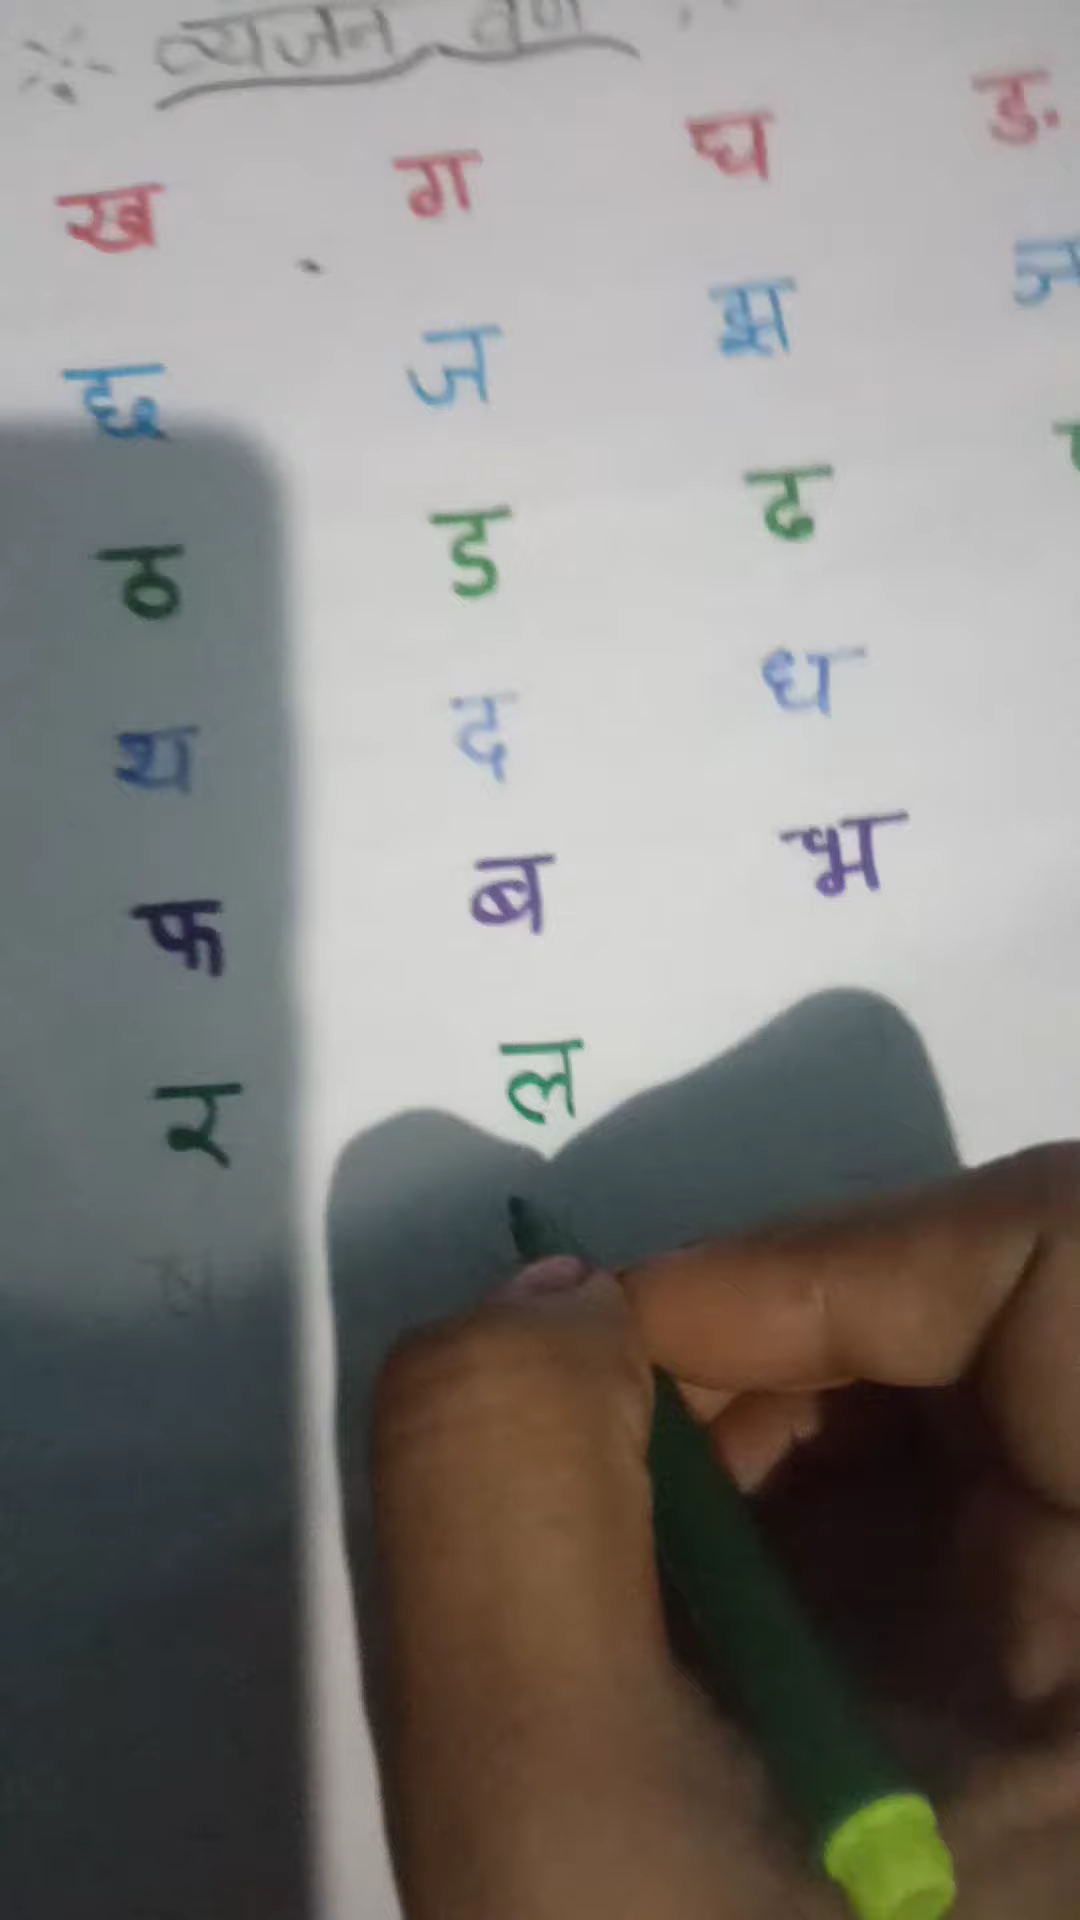 व्यंजन वर्ण
ख ग घ ङ
छ ज झ ञ
ठ ड ढ
थ द ध
फ ब भ
र ल